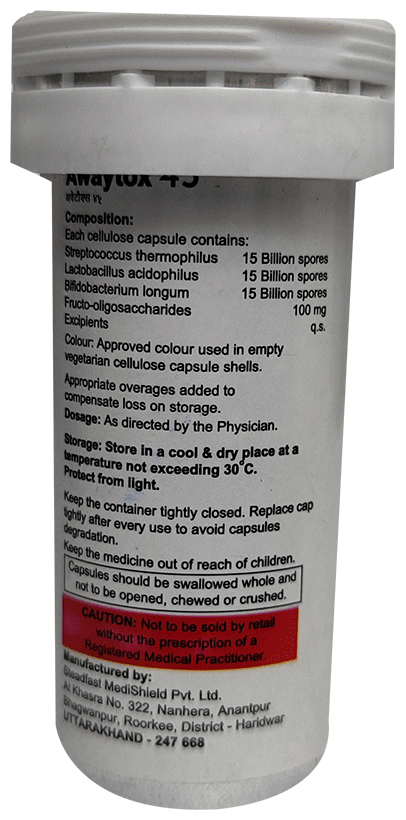 Awaytox 45
अवेटॉक्स ४५
Composition:
Each cellulose capsule contains:
Streptococcus thermophilus 15 Billion spores
Lactobacillus acidophilus 15 Billion spores
Bifidobacterium longum 15 Billion spores
Fructo-oligosaccharides 100 mg
Excipients q.s.
Colour: Approved colour used in empty
vegetarian cellulose capsule shells.
Appropriate overages added to
compensate loss on storage.
Dosage: As directed by the Physician.
Storage: Store in a cool & dry place at a
temperature not exceeding 30°C.
Protect from light.
Keep the container tightly closed. Replace cap
tightly after every use to avoid capsules
degradation.
Keep the medicine out of reach of children.
Capsules should be swallowed whole and
not to be opened, chewed or crushed.
CAUTION: Not to be sold by retail
without the prescription of a
Registered Medical Practitioner.
Manufactured by:
Steadfast MediShield Pvt. Ltd.
At Khasra No. 322, Nanhera, Anantpur
Bhagwanpur, Roorkee, District - Haridwar
UTTARAKHAND - 247 668